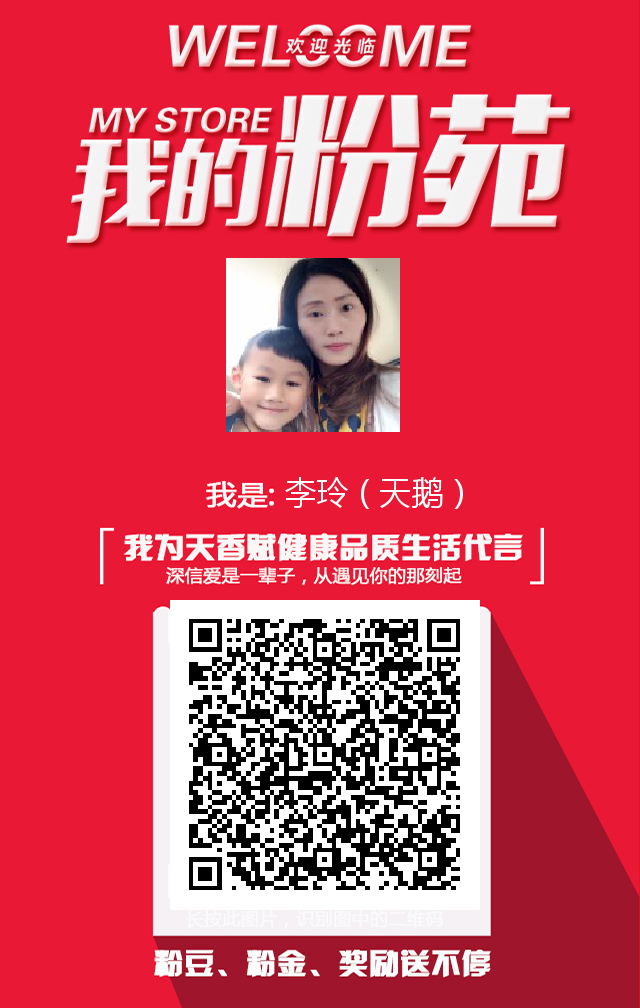 WELCOME
欢迎光临
MY STORE
我的粉苑
我是: 李玲（天鹅）
我为天香赋健康品质生活代言
深信爱是一辈子，从遇见你的那刻起
长按此图片，识别图中的二维码
粉豆、粉金、奖励送不停